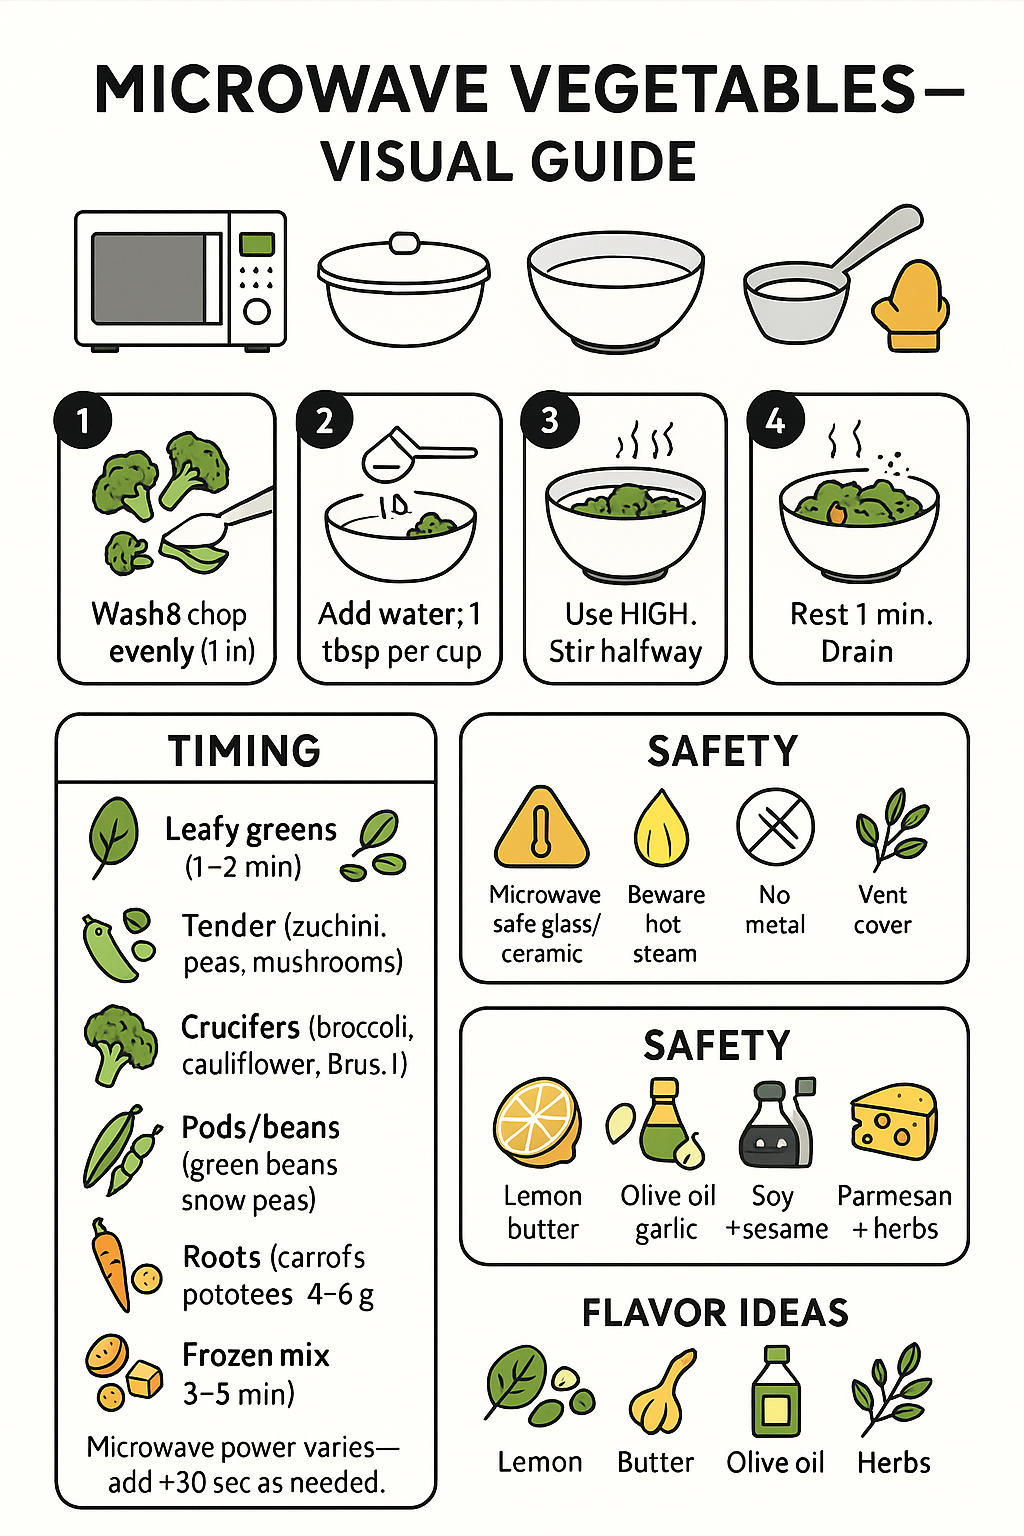 MICROWAVE VEGETABLES—
VISUAL GUIDE
1
Wash8 chop
evenly (1 in)
2
Add water; 1
tbsp per cup
3
Use HIGH.
Stir halfway
4
Rest 1 min.
Drain
TIMING
Leafy greens
(1–2 min)
Tender (zuchini.
peas, mushrooms)
Crucifers (broccoli,
cauliflower, Brus. l)
Pods/beans
(green beans
snow peas)
Roots (carrofs
pototees 4–6 g
Frozen mix
3–5 min)
Microwave power varies—
add +30 sec as needed.
SAFETY
Microwave
safe glass/
ceramic
Beware
hot
steam
No
metal
Vent
cover
SAFETY
Lemon
butter
Olive oil
garlic
Soy
+sesame
Parmesan
+ herbs
FLAVOR IDEAS
Lemon
Butter
Olive oil
Herbs